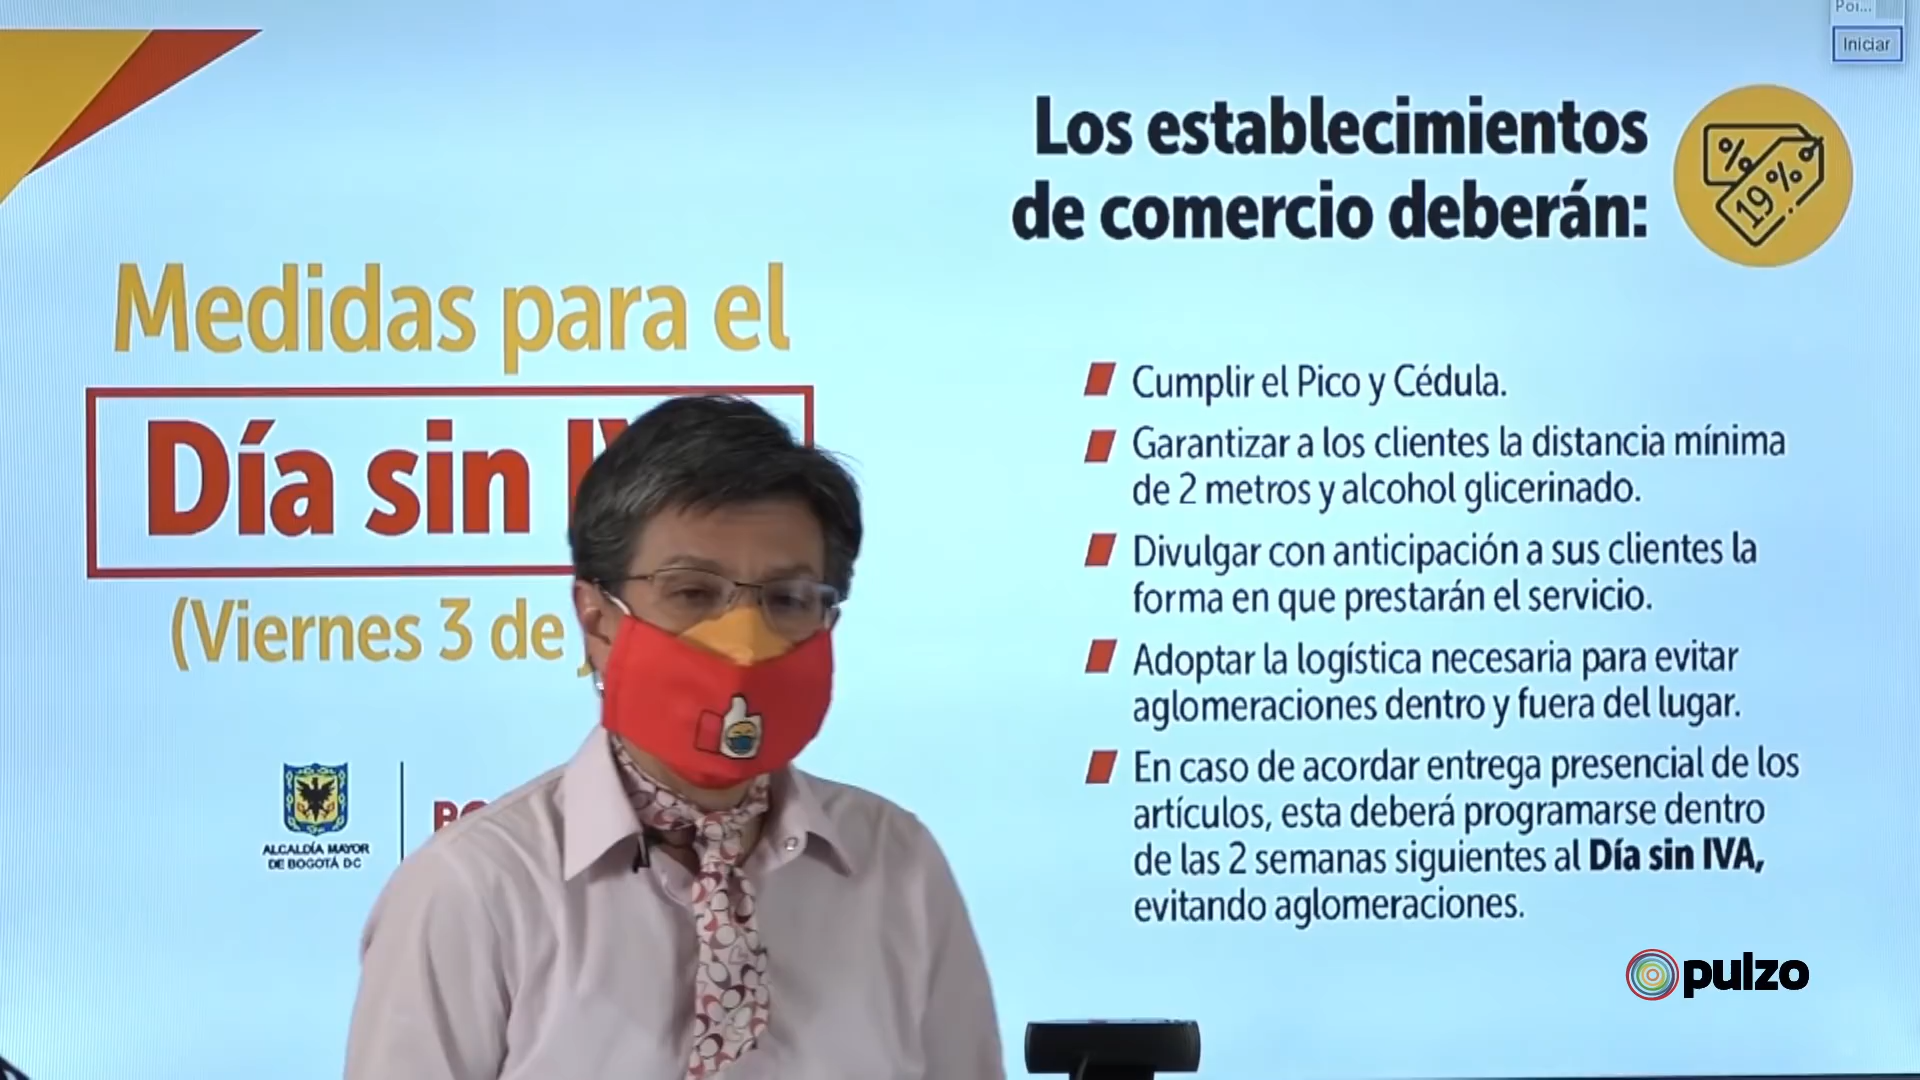 Poi...
Iniciar
Los establecimientos
de comercio deberán:
% %
19
Medidas para el
Día sin
(Viernes 3 de
ALCALDÍA MAYOR
DE BOGOTÁ DC
Cumplir el Pico y Cédula.
Garantizar a los clientes la distancia mínima
de 2 metros y alcohol glicerinado.
Divulgar con anticipación a sus clientes la
forma en que prestarán el servicio.
Adoptar la logística necesaria para evitar
aglomeraciones dentro y fuera del lugar.
En caso de acordar entrega presencial de los
artículos, esta deberá programarse dentro
de las 2 semanas siguientes al Día sin IVA,
evitando aglomeraciones.
pulzo